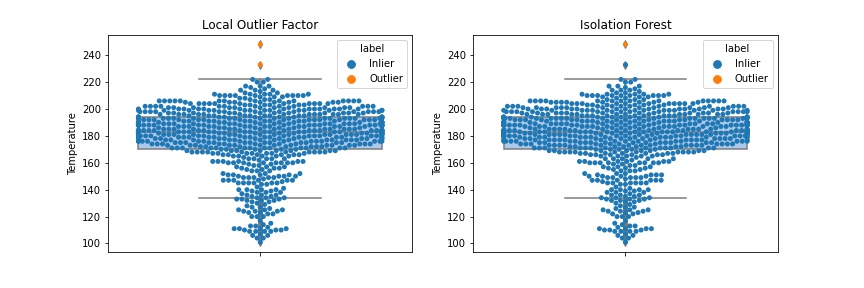 Local Outlier Factor
Temperature
240
220
200
180
160
140
120
100
label
Inlier
Outlier
Isolation Forest
Temperature
240
220
200
180
160
140
120
100
label
Inlier
Outlier